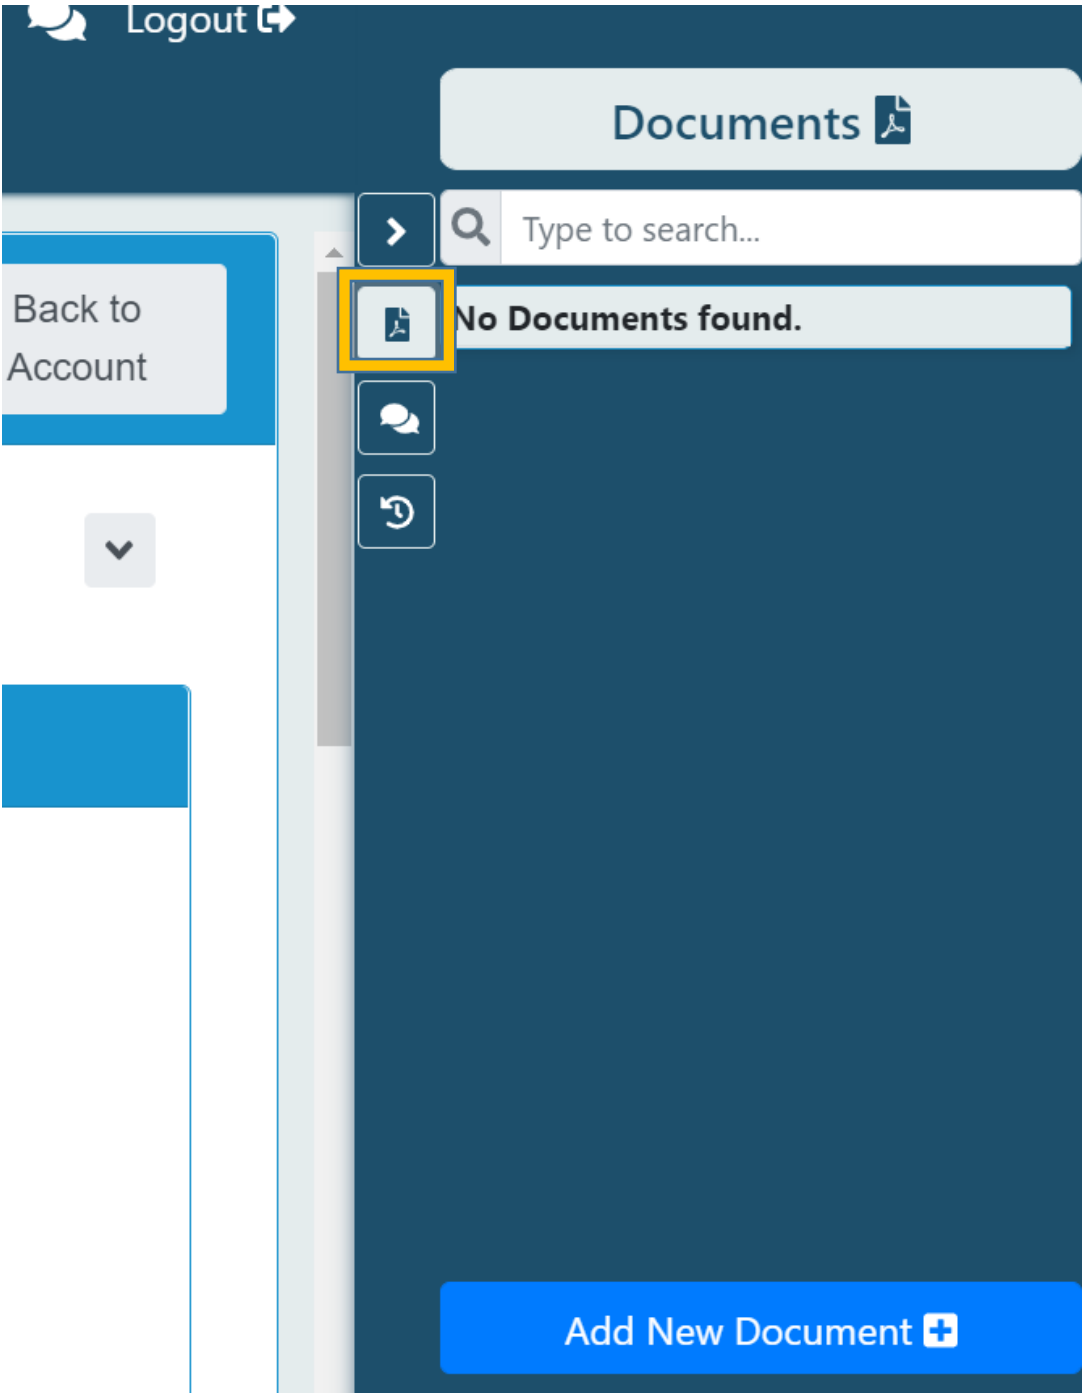 Logout
Documents
Type to search...
Back to
Account
No Documents found.
Add New Document